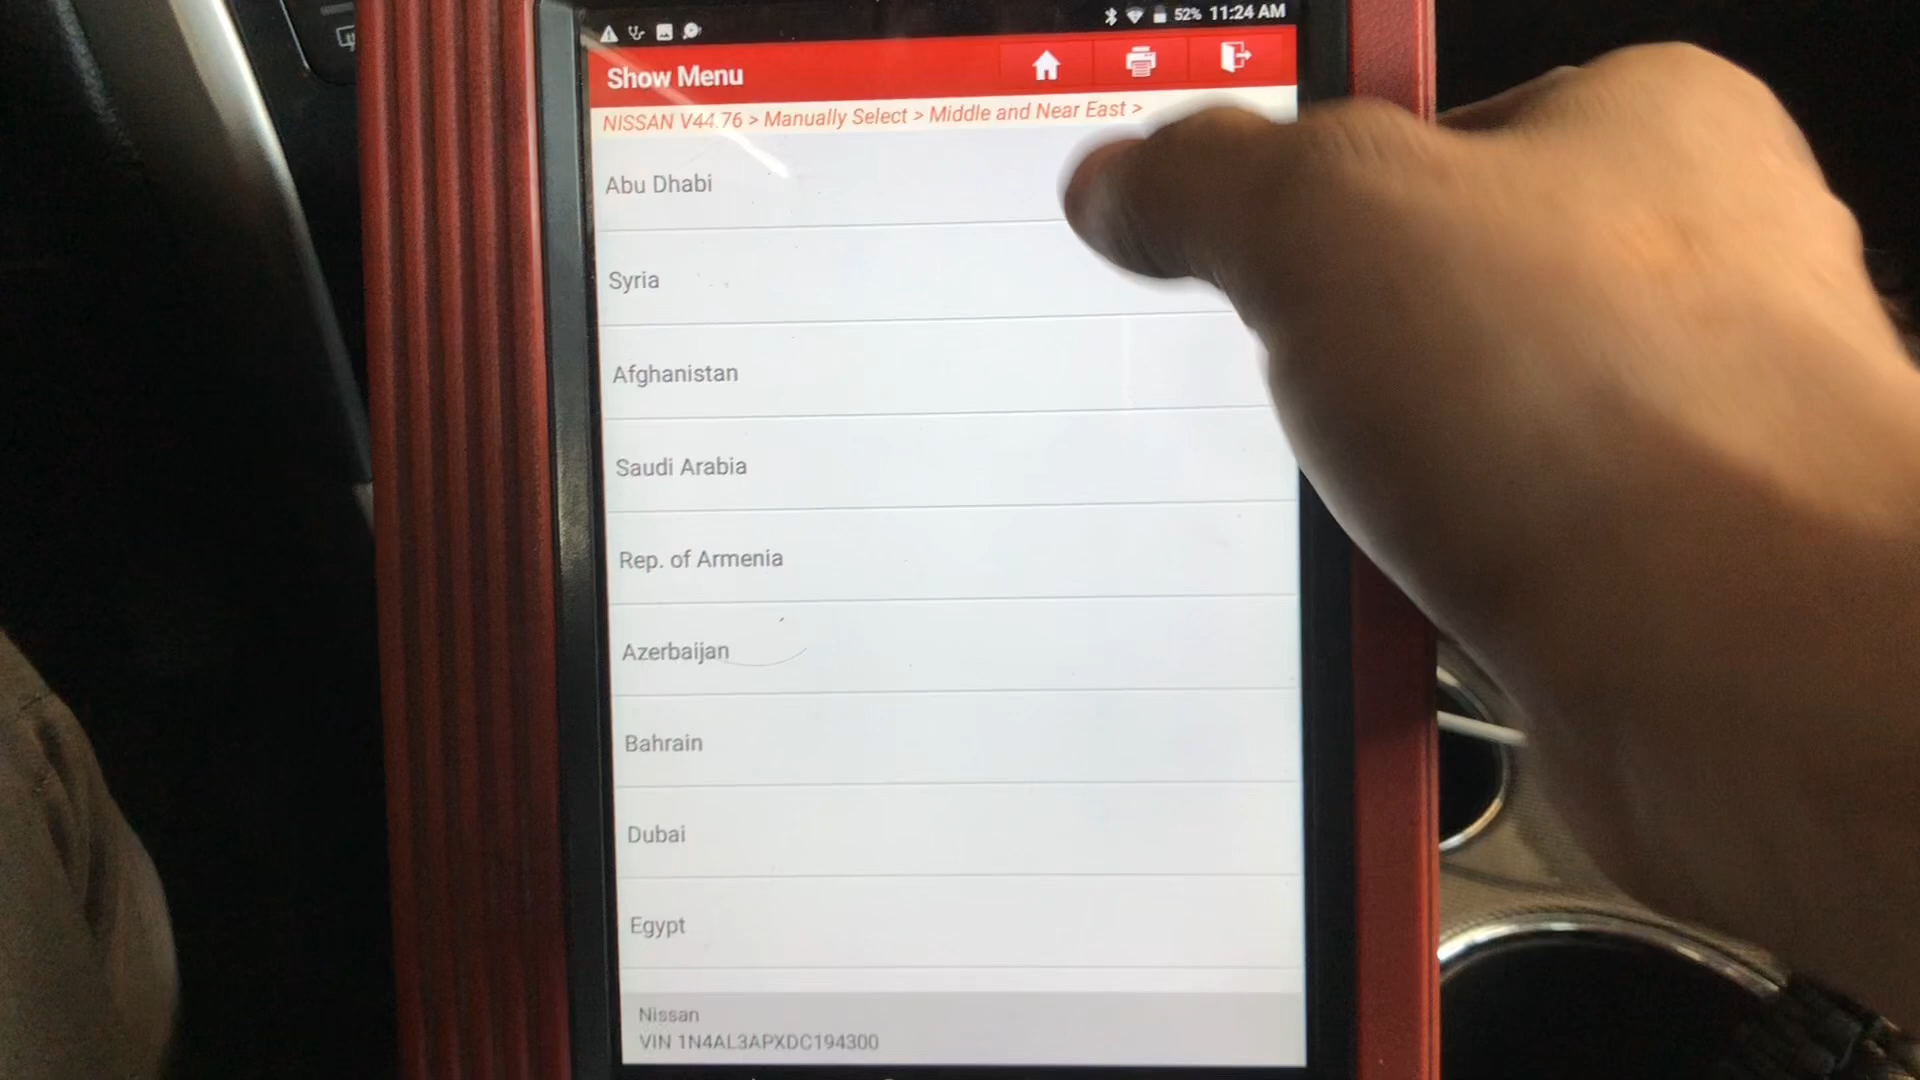 52% 11:24 AM
Show Menu
NISSAN V44.76 > Manually Select > Middle and Near East >
Abu Dhabi
Syria
Afghanistan
Saudi Arabia
Rep. of Armenia
Azerbaijan
Bahrain
Dubai
Egypt
Nissan
VIN 1N4AL3APXDC194300